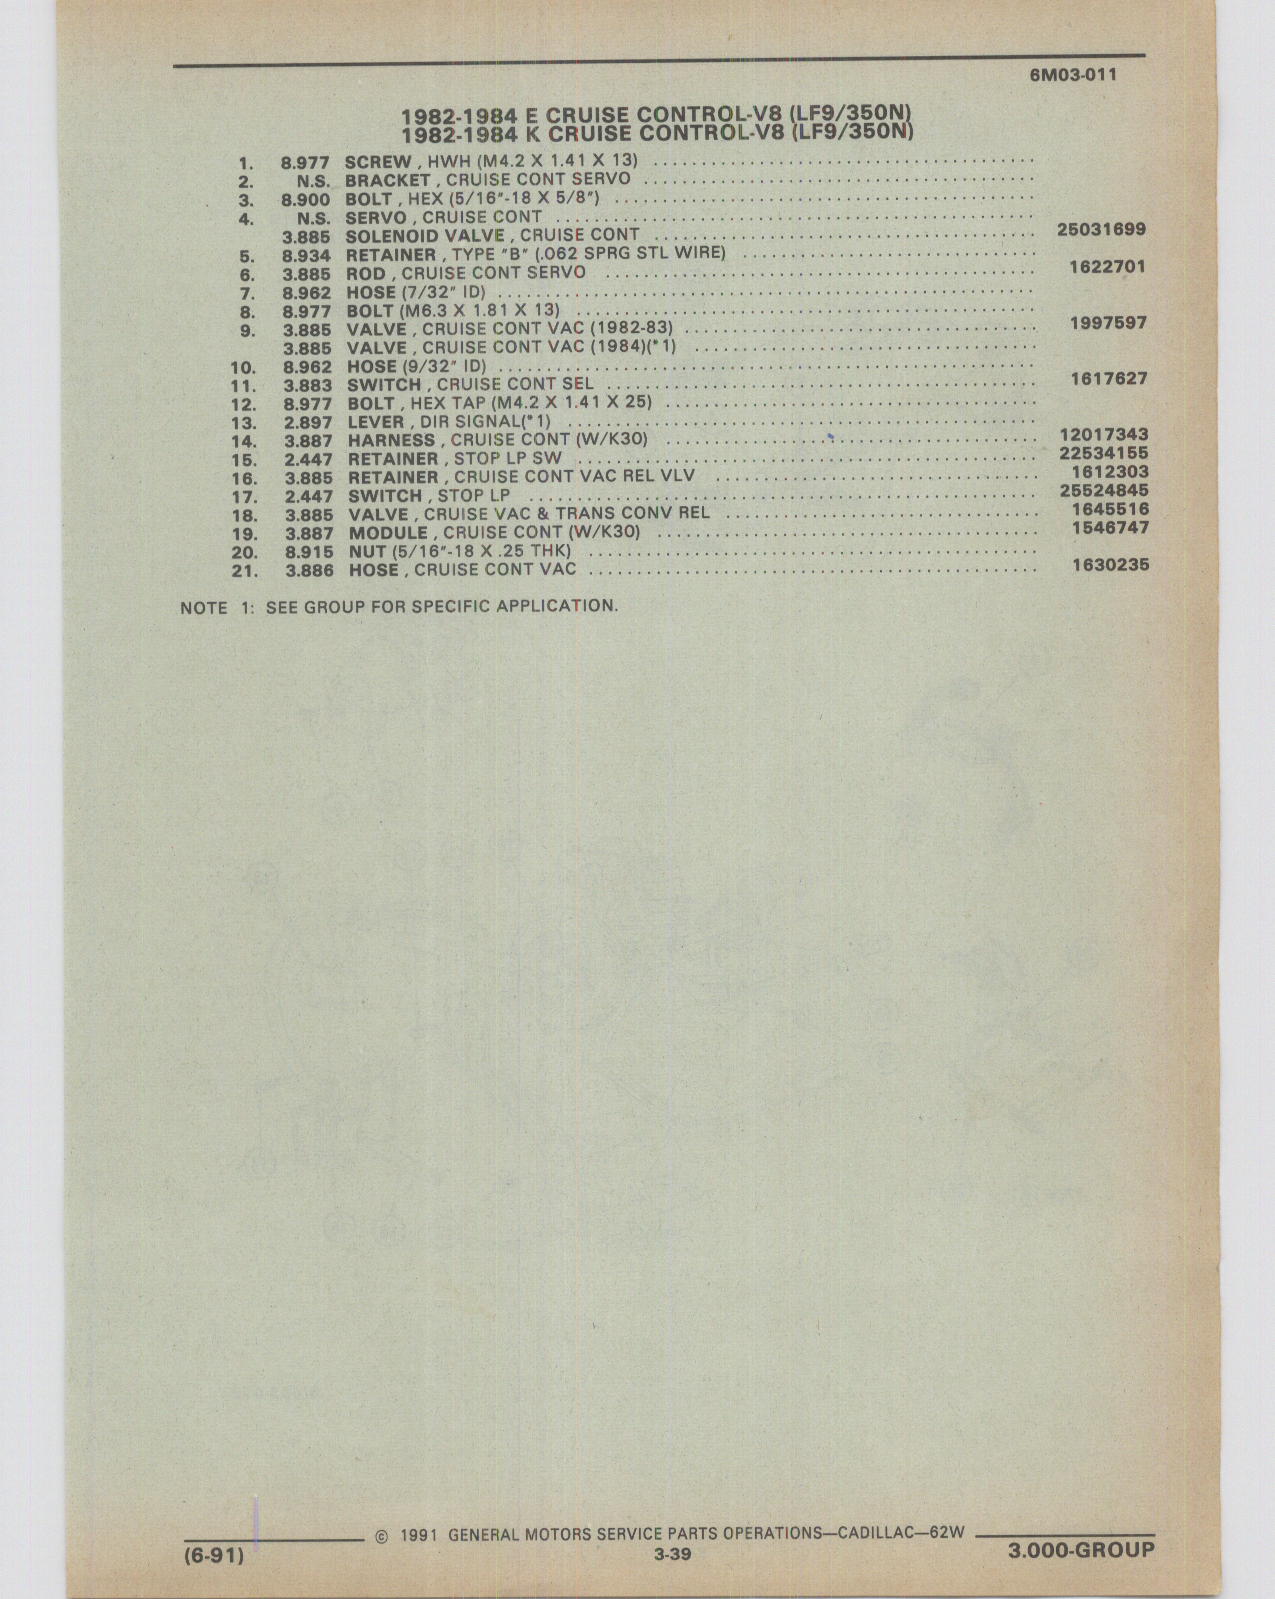 6M03-011
1982-1984 E CRUISE CONTROL-V8 (LF9/350N)
1982-1984 K CRUISE CONTROL-V8 (LF9/350N)
1. 8.977 SCREW , HWH (M4.2 X 1.41 X 13) ........................................
2. N.S. BRACKET , CRUISE CONT SERVO ........................................
3. 8.900 BOLT , HEX (5/16"-18 X 5/8") ........................................
4. N.S. SERVO , CRUISE CONT ........................................
3.885 SOLENOID VALVE , CRUISE CONT ........................................ 25031699
5. 8.934 RETAINER , TYPE "B" (.062 SPRG STL WIRE) ........................................
6. 3.885 ROD , CRUISE CONT SERVO ........................................ 1622701
7. 8.962 HOSE (7/32" ID) ........................................
8. 8.977 BOLT (M6.3 X 1.81 X 13) ........................................
9. 3.885 VALVE , CRUISE CONT VAC (1982-83) ........................................ 1997597
3.885 VALVE , CRUISE CONT VAC (1984)(*1) ........................................
10. 8.962 HOSE (9/32" ID) ........................................
11. 3.883 SWITCH , CRUISE CONT SEL ........................................ 1617627
12. 8.977 BOLT , HEX TAP (M4.2 X 1.41 X 25) ........................................
13. 2.897 LEVER , DIR SIGNAL(*1) ........................................
14. 3.887 HARNESS , CRUISE CONT (W/K30) ........................................ 12017343
15. 2.447 RETAINER , STOP LP SW ........................................ 22534155
16. 3.885 RETAINER , CRUISE CONT VAC REL VLV ........................................ 1612303
17. 2.447 SWITCH , STOP LP ........................................ 25524845
18. 3.885 VALVE , CRUISE VAC & TRANS CONV REL ........................................ 1645516
19. 3.887 MODULE , CRUISE CONT (W/K30) ........................................ 1546747
20. 8.915 NUT (5/16"-18 X .25 THK) ........................................
21. 3.886 HOSE , CRUISE CONT VAC ........................................ 1630235
NOTE 1: SEE GROUP FOR SPECIFIC APPLICATION.
© 1991 GENERAL MOTORS SERVICE PARTS OPERATIONS—CADILLAC—62W
(6-91) 3-39 3.000-GROUP